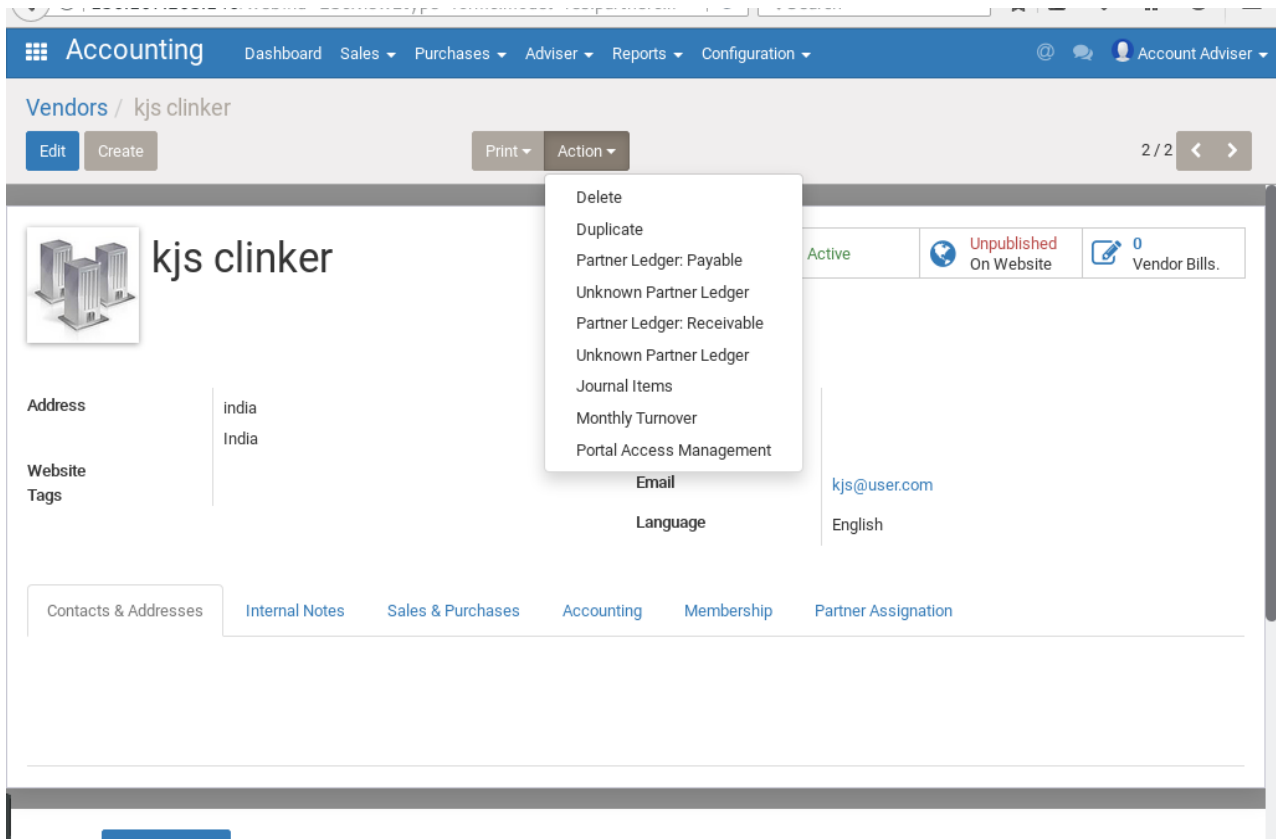 Accounting Dashboard Sales Purchases Adviser Reports Configuration @ Account Adviser
Vendors / kjs clinker
Edit Create Print Action 2 / 2
Delete
Duplicate
Partner Ledger: Payable
Unknown Partner Ledger
Partner Ledger: Receivable
Unknown Partner Ledger
Journal Items
Monthly Turnover
Portal Access Management
kjs clinker
Active
Unpublished
On Website
0
Vendor Bills.
Address india
India
Website
Tags
Email kjs@user.com
Language English
Contacts & Addresses Internal Notes Sales & Purchases Accounting Membership Partner Assignation